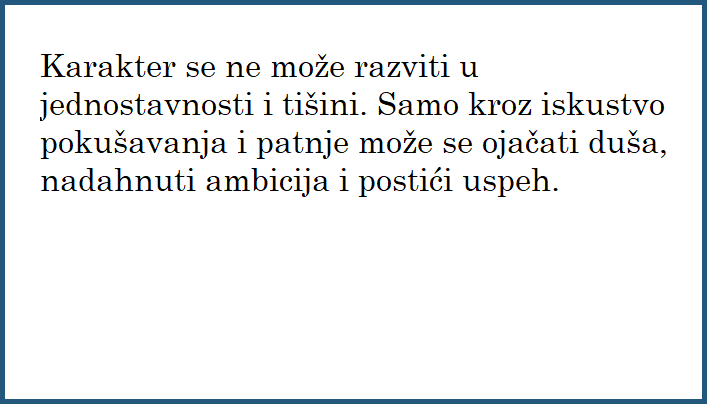 Karakter se ne može razviti u
jednostavnosti i tišini. Samo kroz iskustvo
pokušavanja i patnje može se ojačati duša,
nadahnuti ambicija i postići uspeh.